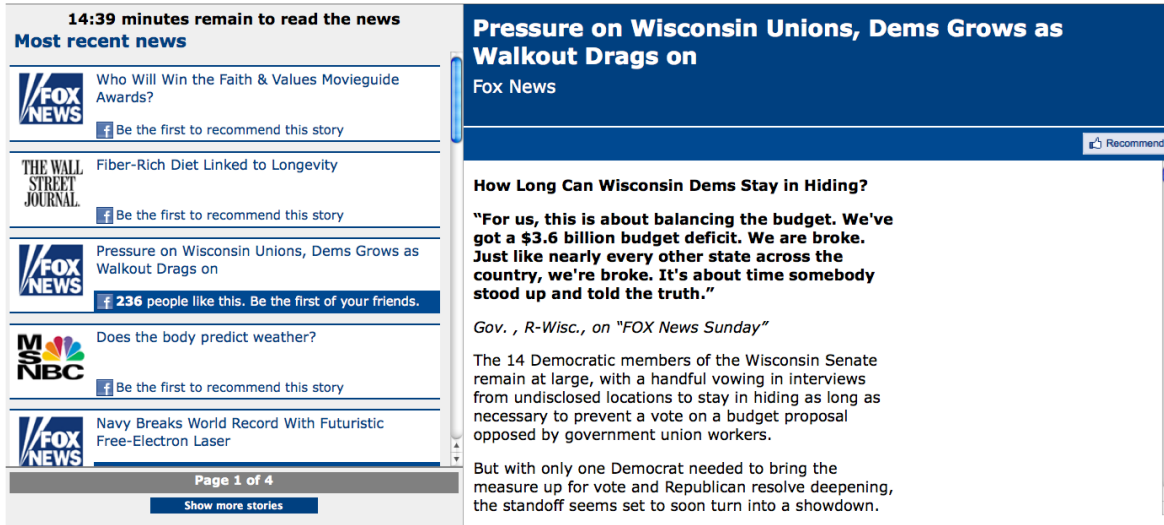 14:39 minutes remain to read the news
Most recent news
FOX
NEWS
Who Will Win the Faith & Values Movieguide
Awards?
f Be the first to recommend this story
THE WALL
STREET
JOURNAL.
Fiber-Rich Diet Linked to Longevity
f Be the first to recommend this story
FOX
NEWS
Pressure on Wisconsin Unions, Dems Grows as
Walkout Drags on
f 236 people like this. Be the first of your friends.
MSNBC
Does the body predict weather?
f Be the first to recommend this story
FOX
NEWS
Navy Breaks World Record With Futuristic
Free-Electron Laser
Page 1 of 4
Show more stories
Pressure on Wisconsin Unions, Dems Grows as
Walkout Drags on
Fox News
Recommend
How Long Can Wisconsin Dems Stay in Hiding?
“For us, this is about balancing the budget. We've
got a $3.6 billion budget deficit. We are broke.
Just like nearly every other state across the
country, we're broke. It's about time somebody
stood up and told the truth.”
Gov. , R-Wisc., on “FOX News Sunday”
The 14 Democratic members of the Wisconsin Senate
remain at large, with a handful vowing in interviews
from undisclosed locations to stay in hiding as long as
necessary to prevent a vote on a budget proposal
opposed by government union workers.
But with only one Democrat needed to bring the
measure up for vote and Republican resolve deepening,
the standoff seems set to soon turn into a showdown.